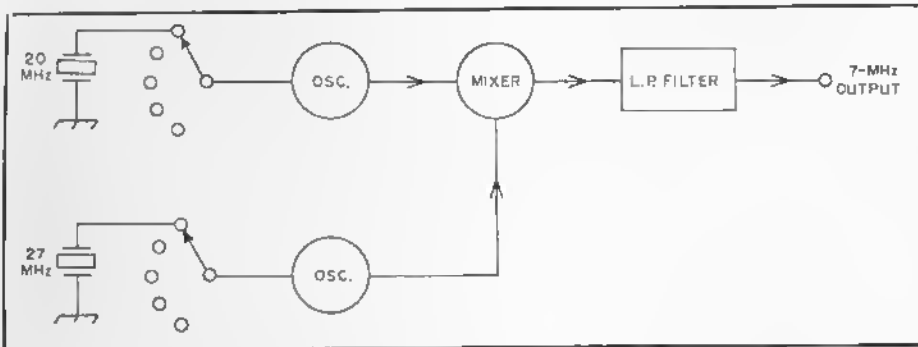 20
MHz
OSC.
MIXER
L.P. FILTER
7-MHz
OUTPUT
27
MHz
OSC.